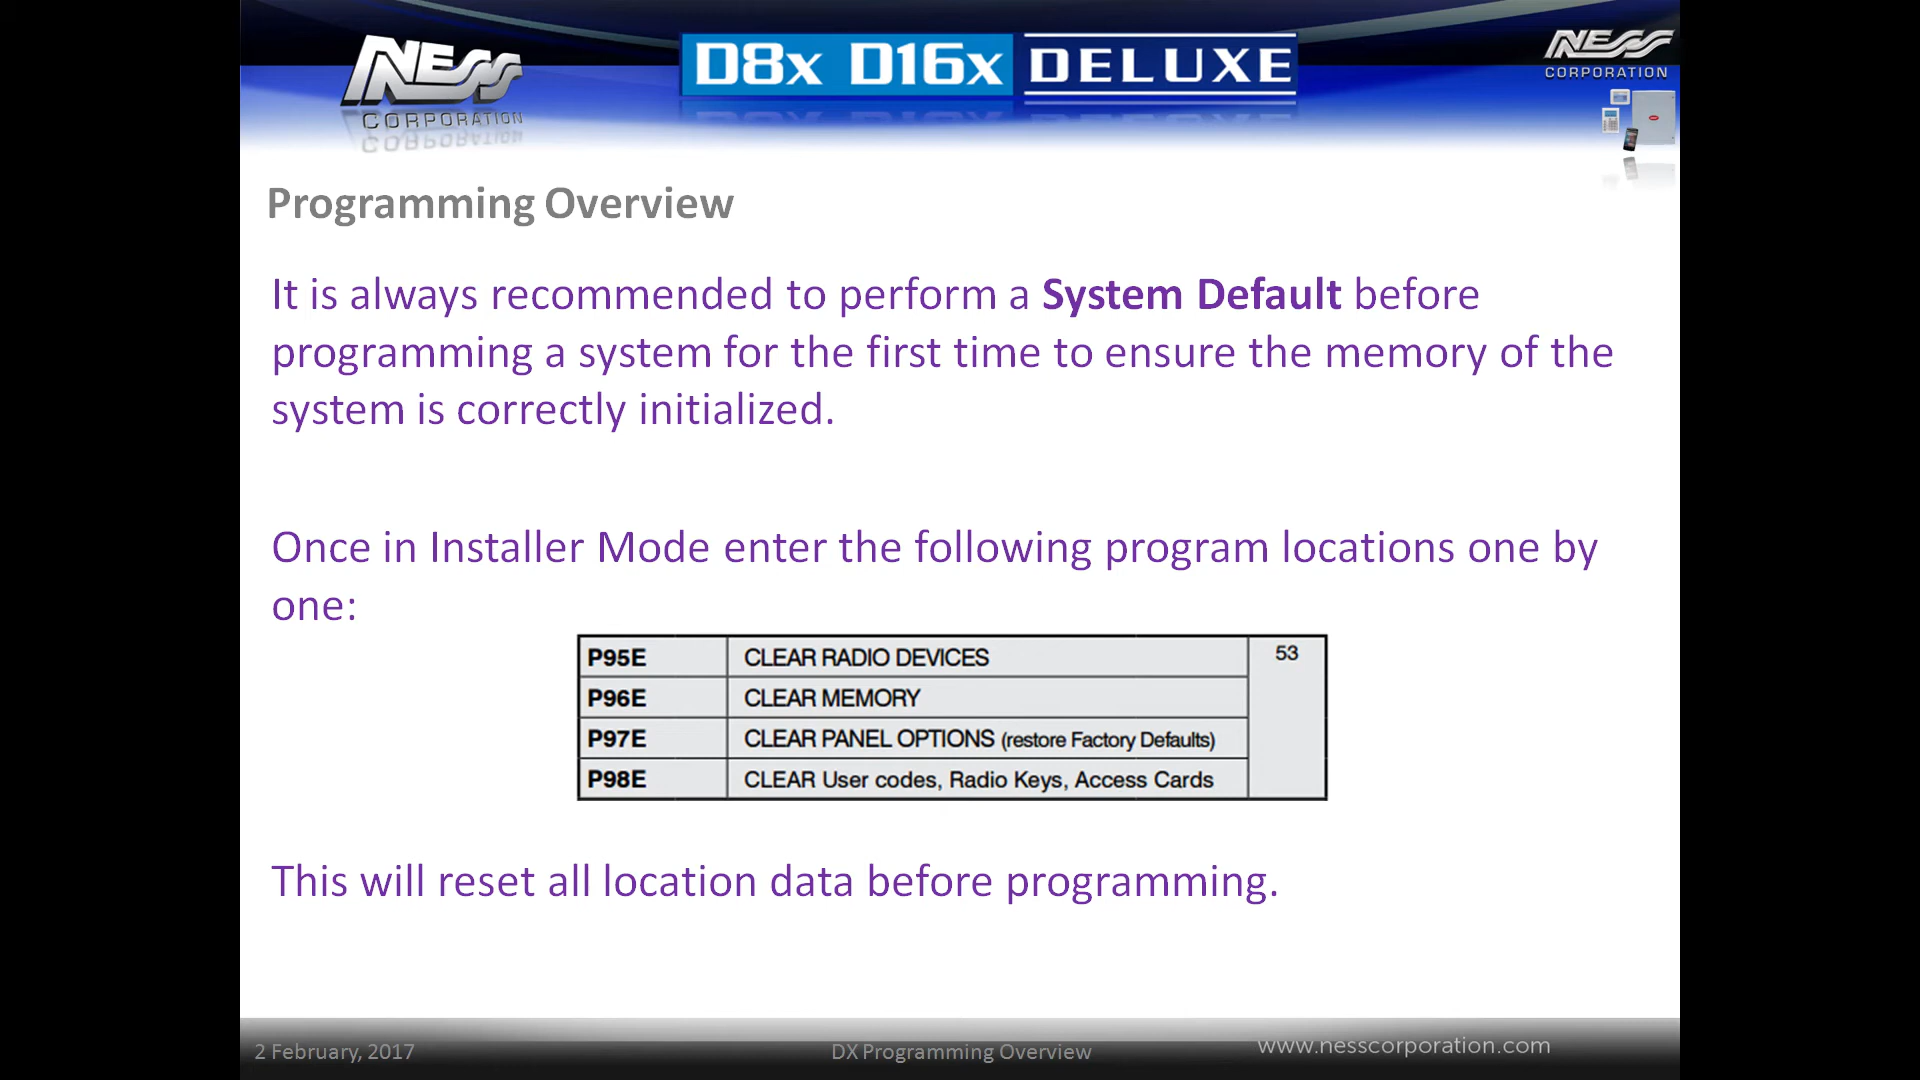 NESS
CORPORATION
D8x D16x DELUXE
NESS
CORPORATION
Programming Overview
It is always recommended to perform a System Default before
programming a system for the first time to ensure the memory of the
system is correctly initialized.
Once in Installer Mode enter the following program locations one by
one:
P95E CLEAR RADIO DEVICES 53
P96E CLEAR MEMORY
P97E CLEAR PANEL OPTIONS (restore Factory Defaults)
P98E CLEAR User codes, Radio Keys, Access Cards
This will reset all location data before programming.
2 February, 2017 DX Programming Overview www.nesscorporation.com